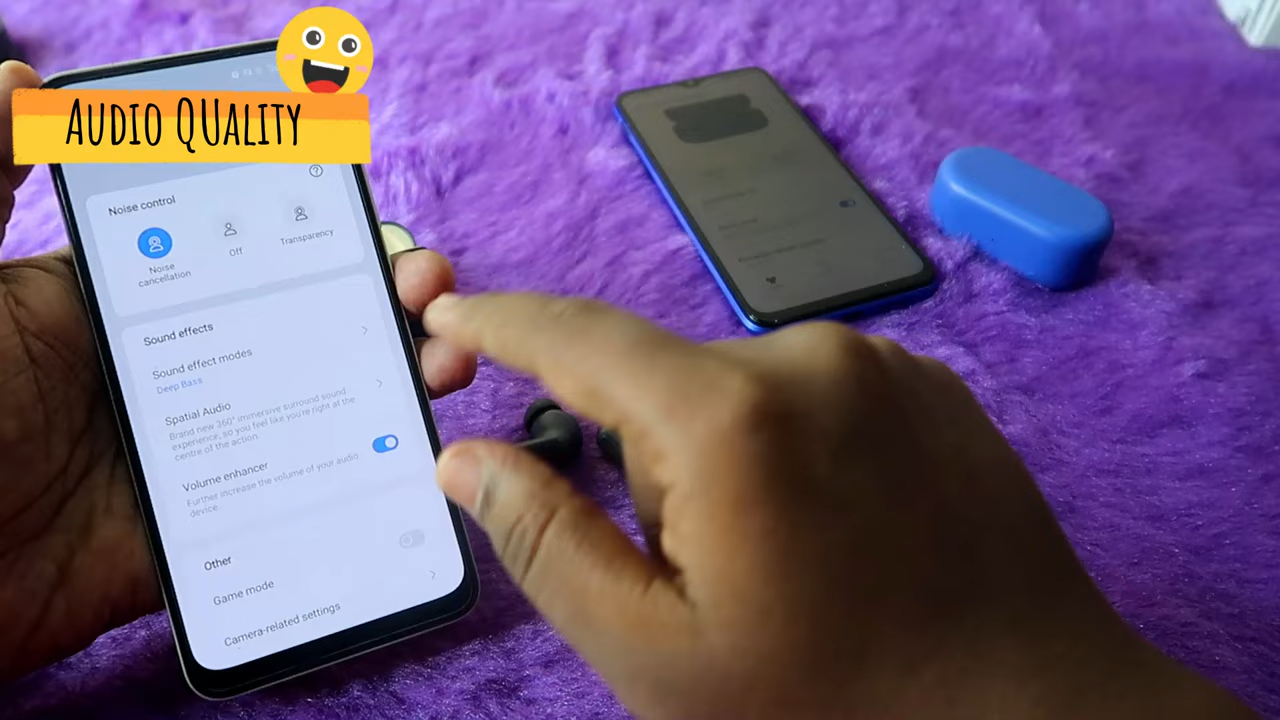 AUDIO QUALITY
Noise control
Noise
cancellation
Off
Transparency
Sound effects
Sound effect modes
Deep Bass
Spatial Audio
Brand new 360° immersive surround sound
experience, so you feel like you're right at the
centre of the action.
Volume enhancer
Further increase the volume of your audio
device.
Other
Game mode
Camera-related settings